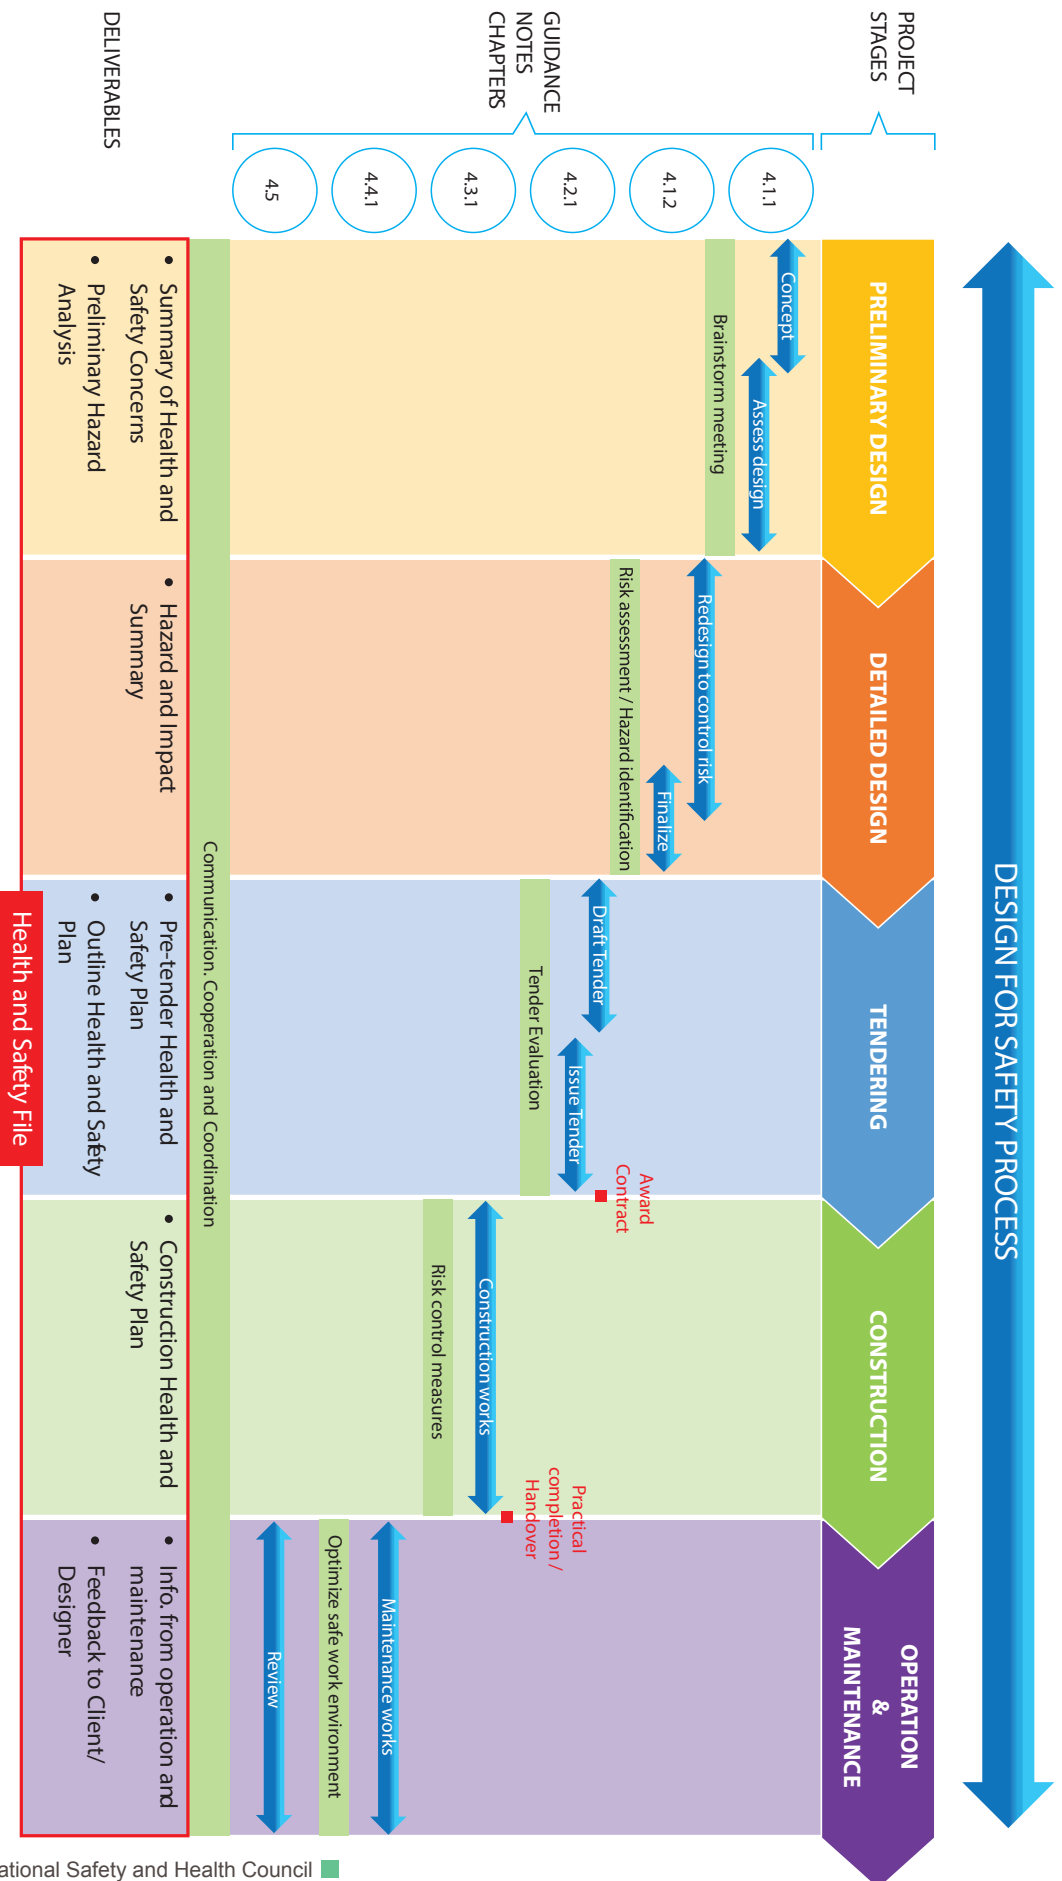 DESIGN FOR SAFETY PROCESS
PROJECT
STAGES
PRELIMINARY DESIGN
DETAILED DESIGN
TENDERING
CONSTRUCTION
OPERATION
&
MAINTENANCE
GUIDANCE
NOTES
CHAPTERS
4.1.1
4.1.2
4.2.1
4.3.1
4.4.1
4.5
Concept
Assess design
Brainstorm meeting
Redesign to control risk
Finalize
Risk assessment / Hazard identification
Draft Tender
Issue Tender
Tender Evaluation
Award
Contract
Construction works
Risk control measures
Practical
completion /
Handover
Maintenance works
Optimize safe work environment
Review
Communication. Cooperation and Coordination
DELIVERABLES
• Summary of Health and
Safety Concerns
• Preliminary Hazard
Analysis
• Hazard and Impact
Summary
• Pre-tender Health and
Safety Plan
• Outline Health and Safety
Plan
• Construction Health and
Safety Plan
• Info. from operation and
maintenance
• Feedback to Client/
Designer
Health and Safety File
ational Safety and Health Council